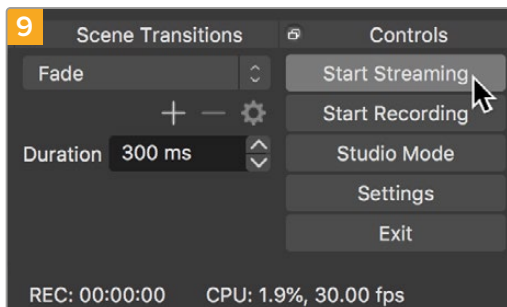 9
Scene Transitions
Controls
Fade
Start Streaming
Start Recording
Duration 300 ms
Studio Mode
Settings
Exit
REC: 00:00:00 CPU: 1.9%, 30.00 fps